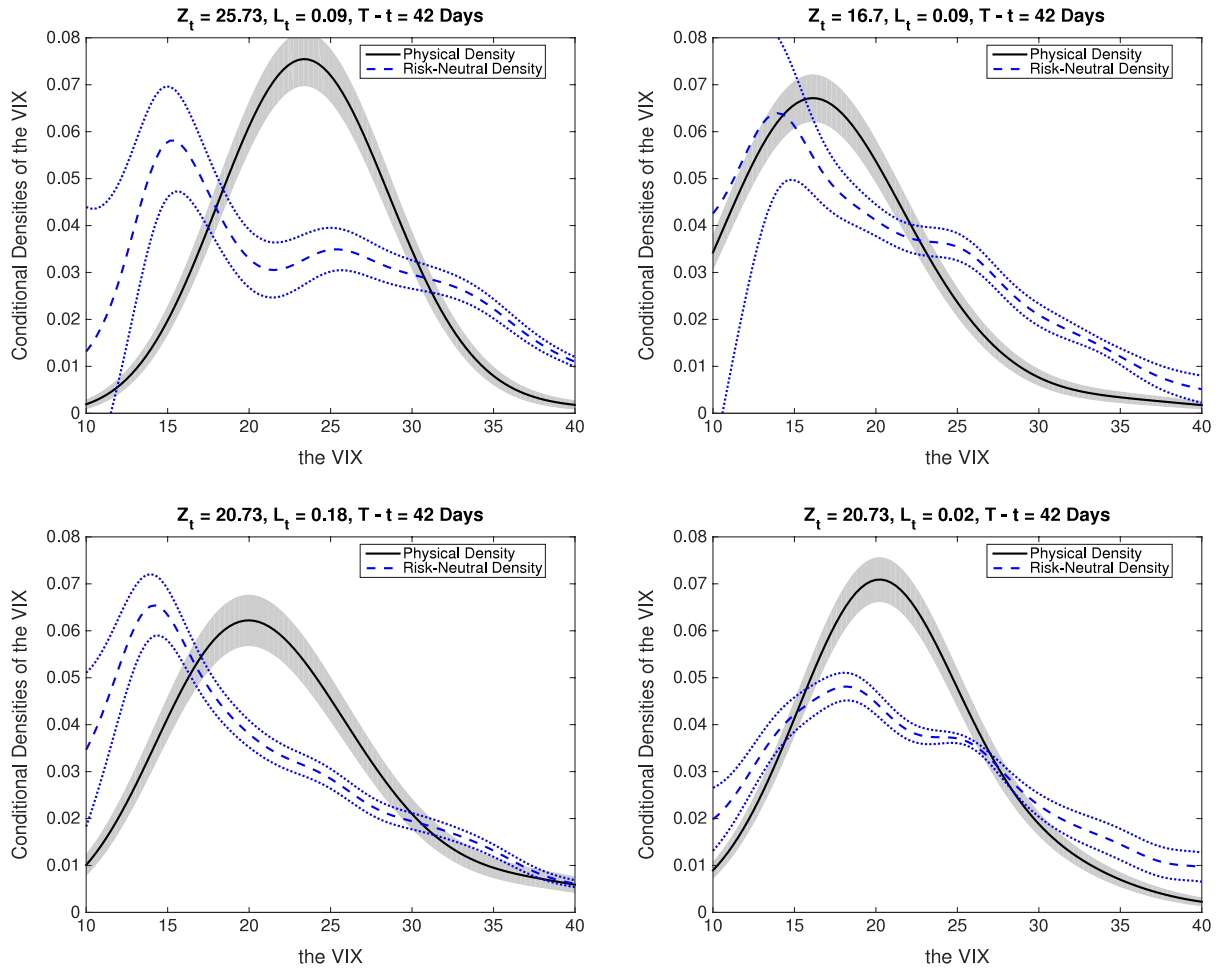 Z_t = 25.73, L_t = 0.09, T - t = 42 Days
Physical Density
Risk-Neutral Density
Conditional Densities of the VIX
0.08
0.07
0.06
0.05
0.04
0.03
0.02
0.01
0
10 15 20 25 30 35 40
the VIX
Z_t = 16.7, L_t = 0.09, T - t = 42 Days
Physical Density
Risk-Neutral Density
Conditional Densities of the VIX
0.08
0.07
0.06
0.05
0.04
0.03
0.02
0.01
0
10 15 20 25 30 35 40
the VIX
Z_t = 20.73, L_t = 0.18, T - t = 42 Days
Physical Density
Risk-Neutral Density
Conditional Densities of the VIX
0.08
0.07
0.06
0.05
0.04
0.03
0.02
0.01
0
10 15 20 25 30 35 40
the VIX
Z_t = 20.73, L_t = 0.02, T - t = 42 Days
Physical Density
Risk-Neutral Density
Conditional Densities of the VIX
0.08
0.07
0.06
0.05
0.04
0.03
0.02
0.01
0
10 15 20 25 30 35 40
the VIX